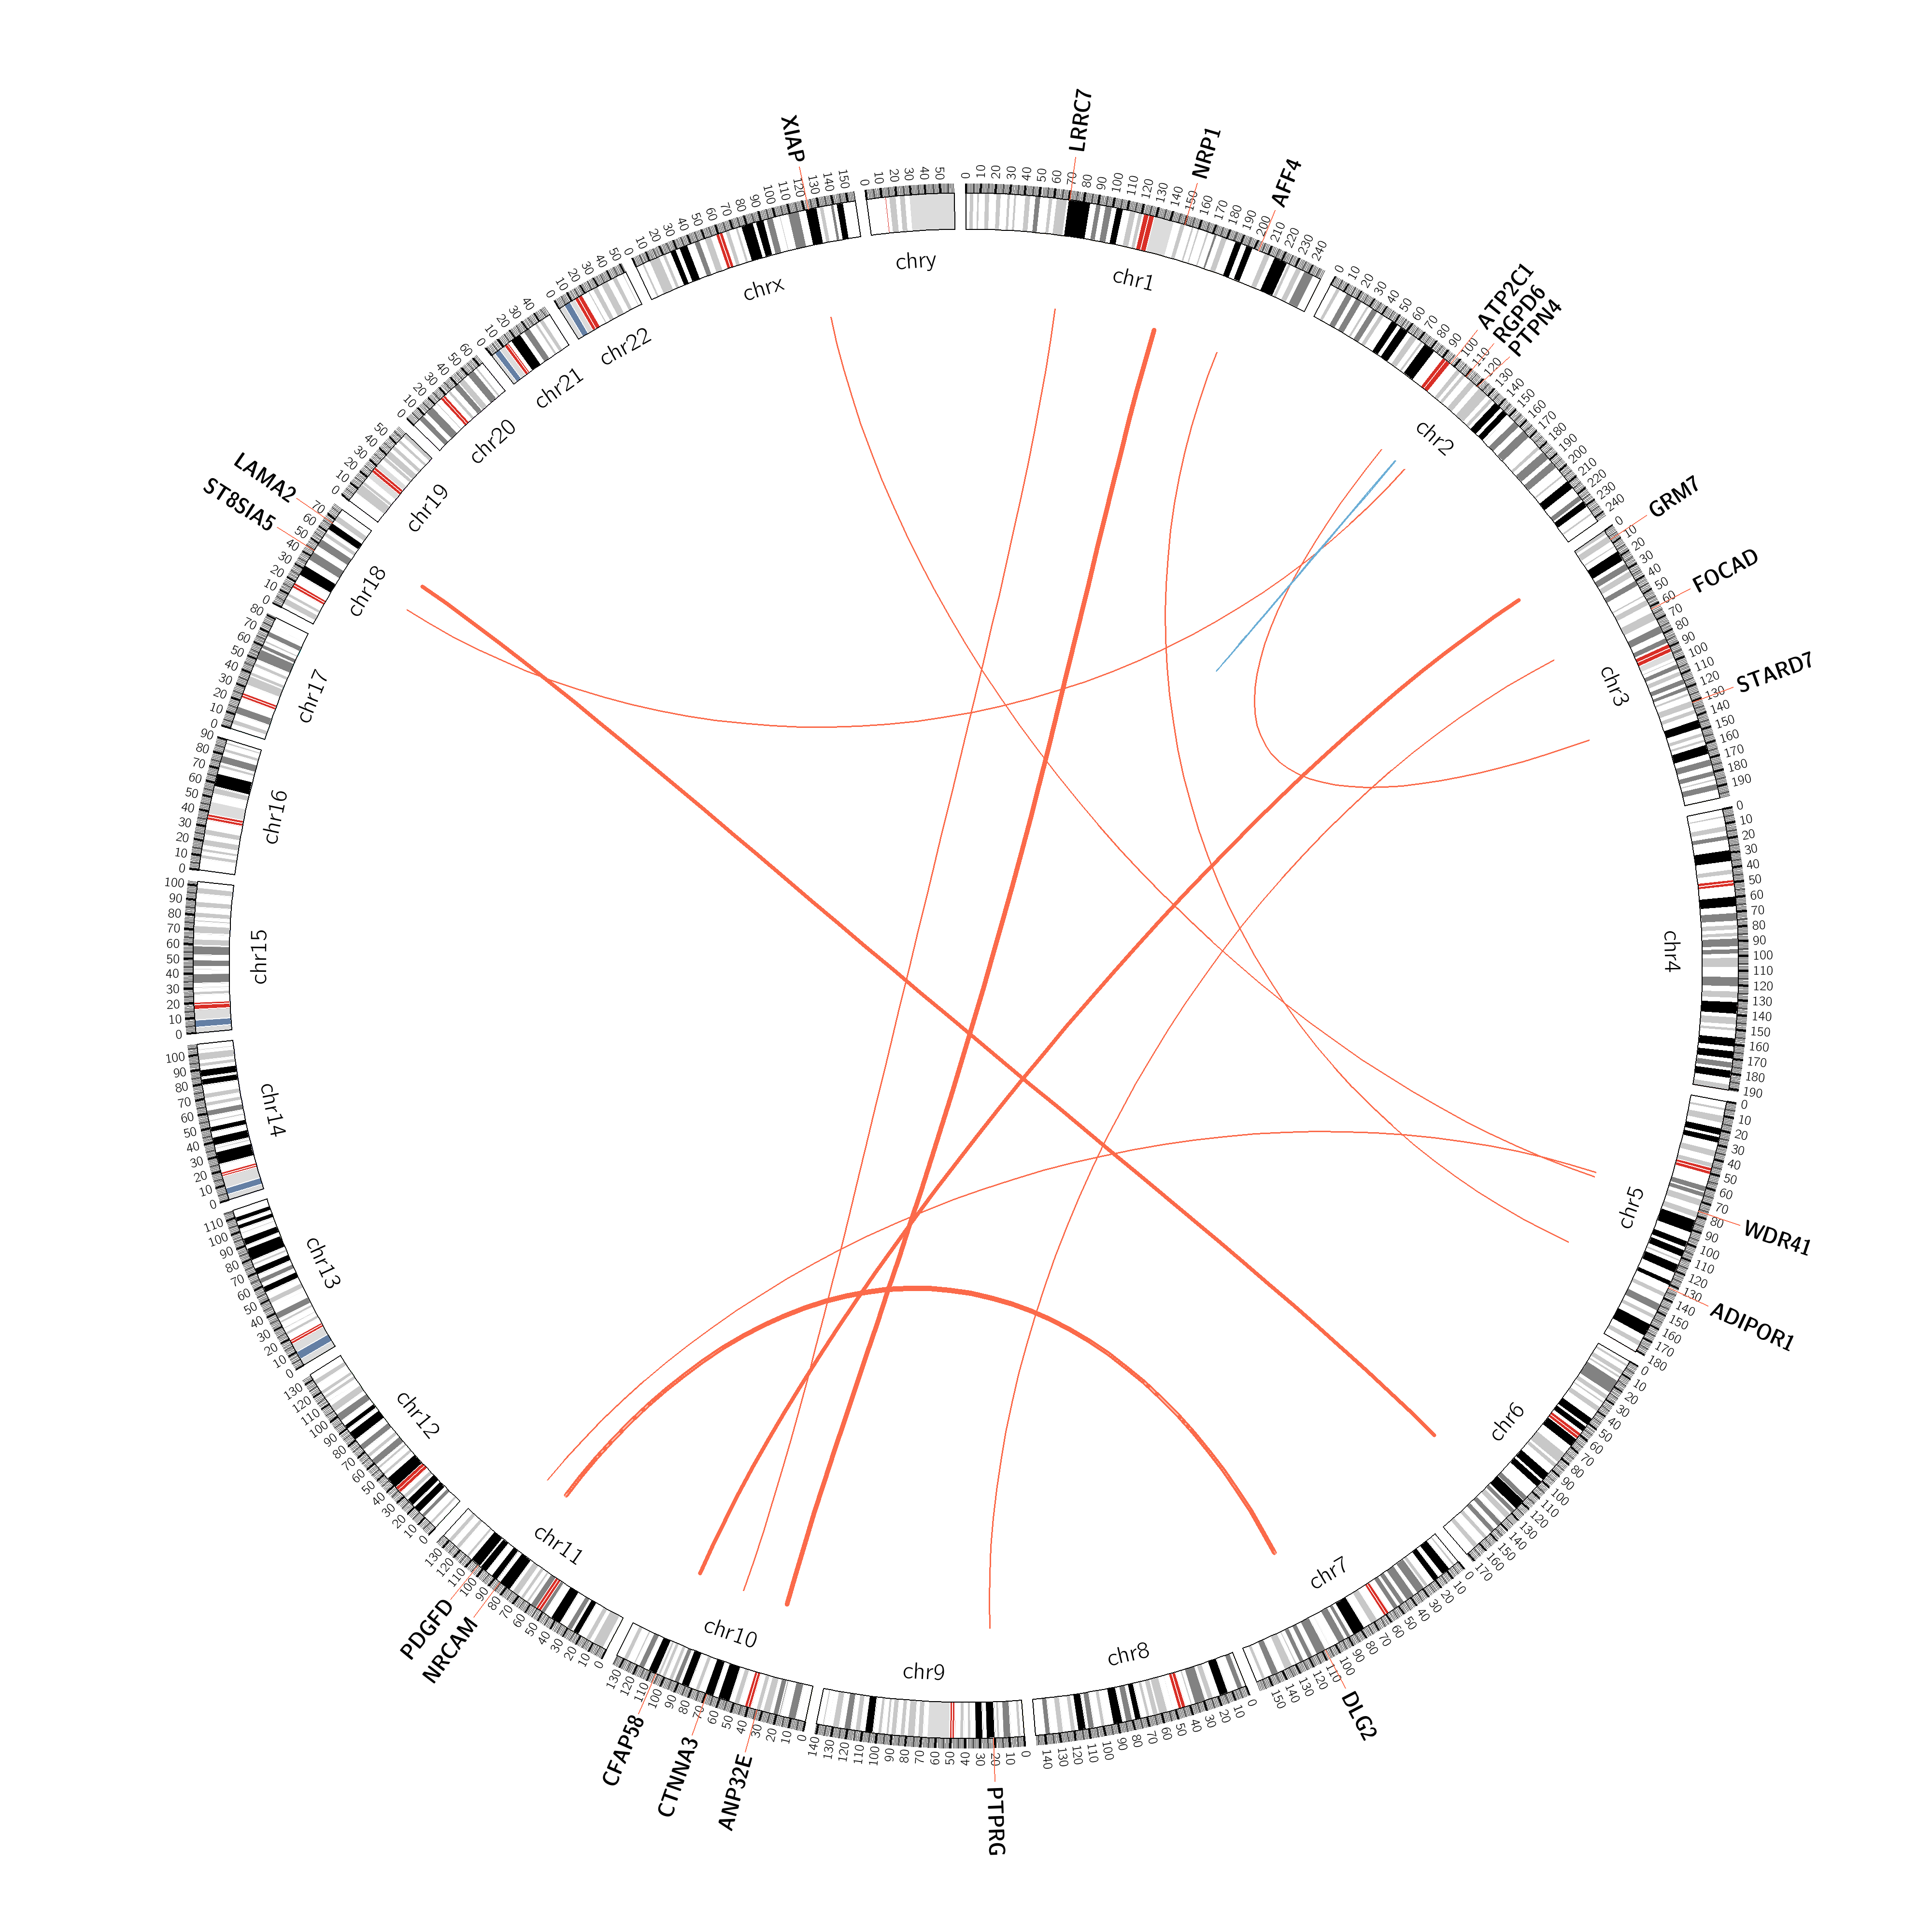 LRRC7
NRP1
AFF4
ATP2C1
RGPD6
PTPN4
GRM7
FOCAD
STARD7
WDR41
ADIPOR1
DLG2
PTPRG
ANP32E
CTNNA3
CFAP58
NRCAM
PDGFD
ST8SIA5
LAMA2
XIAP
chr1
chr2
chr3
chr4
chr5
chr6
chr7
chr8
chr9
chr10
chr11
chr12
chr13
chr14
chr15
chr16
chr17
chr18
chr19
chr20
chr21
chr22
chrx
chry
0 10 20 30 40 50 60 70 80 90 100 110 120 130 140 150 160 170 180 190 200 210 220 230 240
0 10 20 30 40 50 60 70 80 90 100 110 120 130 140 150 160 170 180 190 200 210 220 230 240
0 10 20 30 40 50 60 70 80 90 100 110 120 130 140 150 160 170 180 190
0 10 20 30 40 50 60 70 80 90 100 110 120 130 140 150 160 170 180 190
0 10 20 30 40 50 60 70 80 90 100 110 120 130 140 150 160 170 180
0 10 20 30 40 50 60 70 80 90 100 110 120 130 140 150 160 170
0 10 20 30 40 50 60 70 80 90 100 110 120 130 140 150
0 10 20 30 40 50 60 70 80 90 100 110 120 130 140
0 10 20 30 40 50 60 70 80 90 100 110 120 130 140
0 10 20 30 40 50 60 70 80 90 100 110 120 130
0 10 20 30 40 50 60 70 80 90 100 110 120 130
0 10 20 30 40 50 60 70 80 90 100 110 120 130
0 10 20 30 40 50 60 70 80 90 100 110
0 10 20 30 40 50 60 70 80 90 100
0 10 20 30 40 50 60 70 80 90 100
0 10 20 30 40 50 60 70 80 90
0 10 20 30 40 50 60 70 80
0 10 20 30 40 50 60 70
0 10 20 30 40 50
0 10 20 30 40 50 60
0 10 20 30 40
0 10 20 30 40 50
0 10 20 30 40 50 60 70 80 90 100 110 120 130 140 150
0 10 20 30 40 50